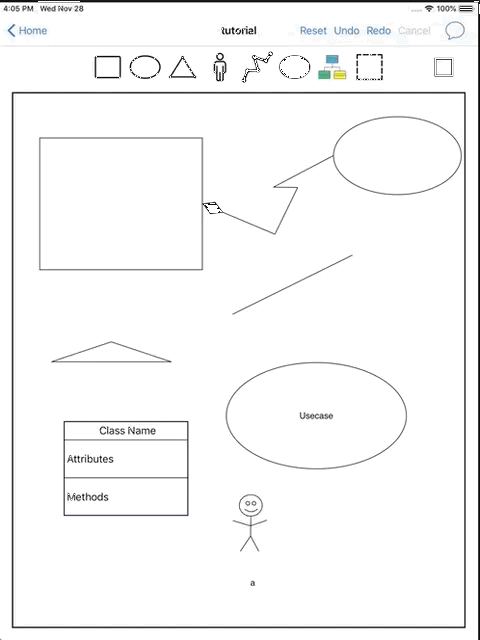 4:05 PM Wed Nov 28 100%
Home tutorial Reset Undo Redo Cancel
Usecase
Class Name
Attributes
Methods
a